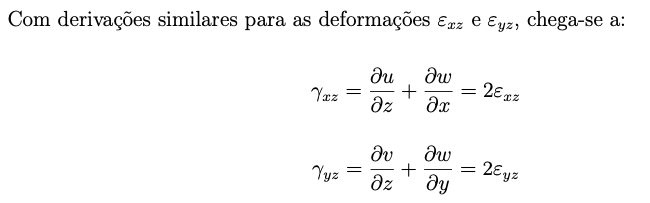 Com derivações similares para as deformações εxz e εyz, chega-se a:
γxz = ∂u/∂z + ∂w/∂x = 2εxz
γyz = ∂v/∂z + ∂w/∂y = 2εyz